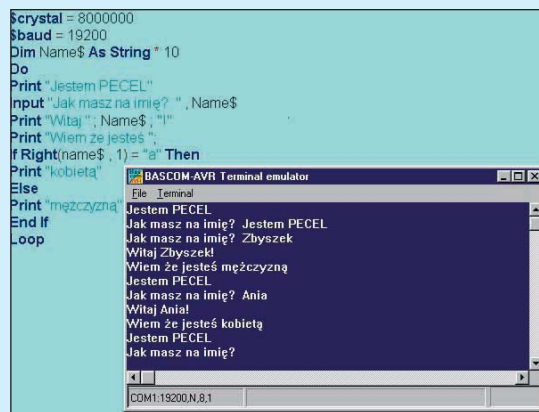 $crystal = 8000000
$baud = 19200
Dim Name$ As String * 10
Do
Print "Jestem PECEL"
Input "Jak masz na imię? " , Name$
Print "Witaj " ; Name$ ; "!"
Print "Wiem że jesteś ";
If Right(name$ , 1) = "a" Then
Print "kobietą"
Else
Print "mężczyzną"
End If
Loop
BASCOM-AVR Terminal emulator
File Terminal
Jestem PECEL
Jak masz na imię? Jestem PECEL
Jak masz na imię? Zbyszek
Witaj Zbyszek!
Wiem że jesteś mężczyzną
Jestem PECEL
Jak masz na imię? Ania
Witaj Ania!
Wiem że jesteś kobietą
Jestem PECEL
Jak masz na imię?
COM1:19200,N,8,1